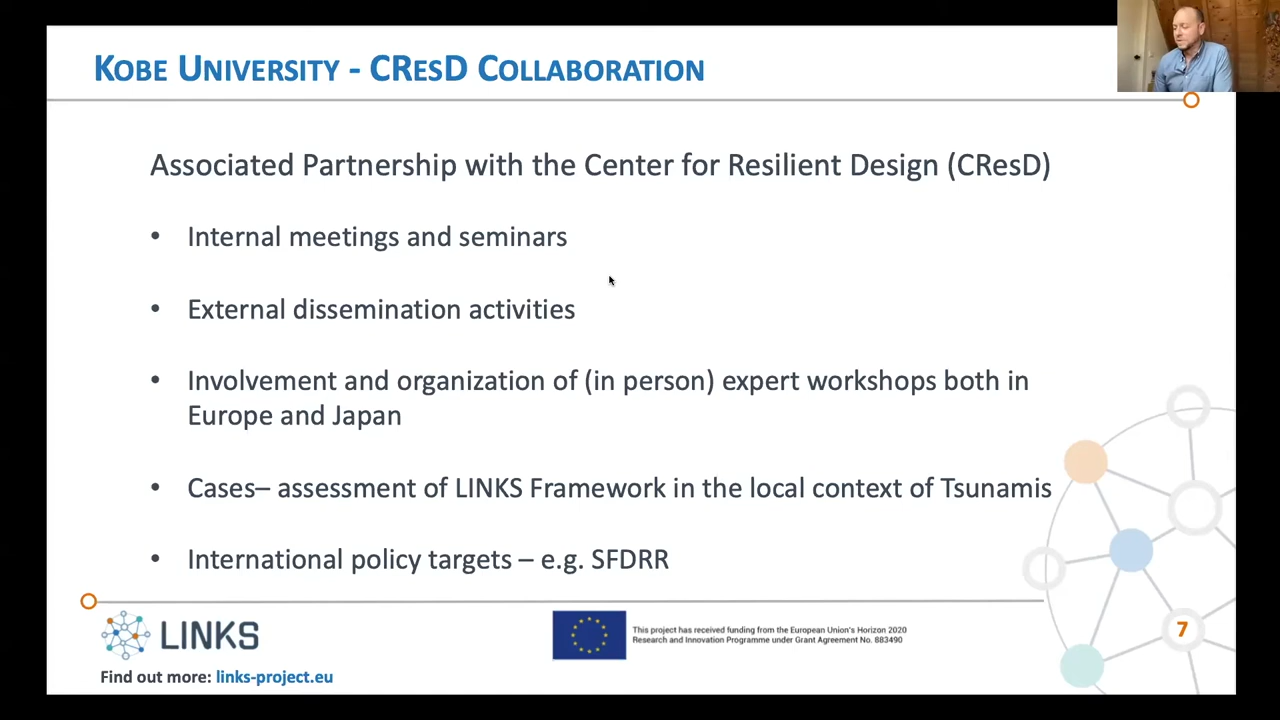 KOBE UNIVERSITY - CRESD COLLABORATION
Associated Partnership with the Center for Resilient Design (CResD)
• Internal meetings and seminars
• External dissemination activities
• Involvement and organization of (in person) expert workshops both in
Europe and Japan
• Cases– assessment of LINKS Framework in the local context of Tsunamis
• International policy targets – e.g. SFDRR
LINKS
This project has received funding from the European Union's Horizon 2020
Research and Innovation Programme under Grant Agreement No. 883490
7
Find out more: links-project.eu